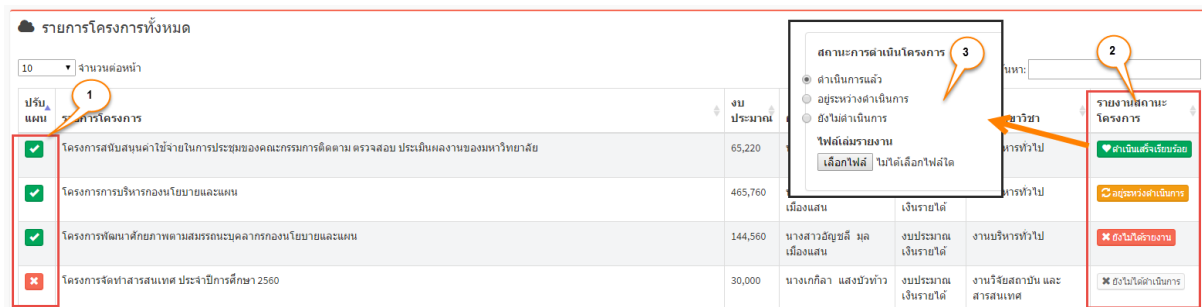 รายการโครงการทั้งหมด
10 จำนวนต่อหน้า
ค้นหา:
ปรับแผน
รายการโครงการ
งบประมาณ
รายงานสถานะโครงการ
โครงการสนับสนุนค่าใช้จ่ายในการประชุมของคณะกรรมการติดตาม ตรวจสอบ ประเมินผลงานของมหาวิทยาลัย
65,220
ดำเนินเสร็จเรียบร้อย
โครงการการบริหารกองนโยบายและแผน
465,760
เมืองแสน
เงินรายได้
อยู่ระหว่างดำเนินการ
โครงการพัฒนาศักยภาพตามสมรรถนะบุคลากรกองนโยบายและแผน
144,560
นางสาวอัญชลี มุล
เมืองแสน
งบประมาณ
เงินรายได้
งานบริหารทั่วไป
ยังไม่ได้รายงาน
โครงการจัดทำสารสนเทศ ประจำปีการศึกษา 2560
30,000
นางเกถีลา แสงบัวท้าว
งบประมาณ
เงินรายได้
งานวิจัยสถาบัน และ
สารสนเทศ
ยังไม่ได้ดำเนินการ
สถานะการดำเนินโครงการ
ดำเนินการแล้ว
อยู่ระหว่างดำเนินการ
ยังไม่ดำเนินการ
ไฟล์เล่มรายงาน
เลือกไฟล์ ไม่ได้เลือกไฟล์ใด
1
2
3